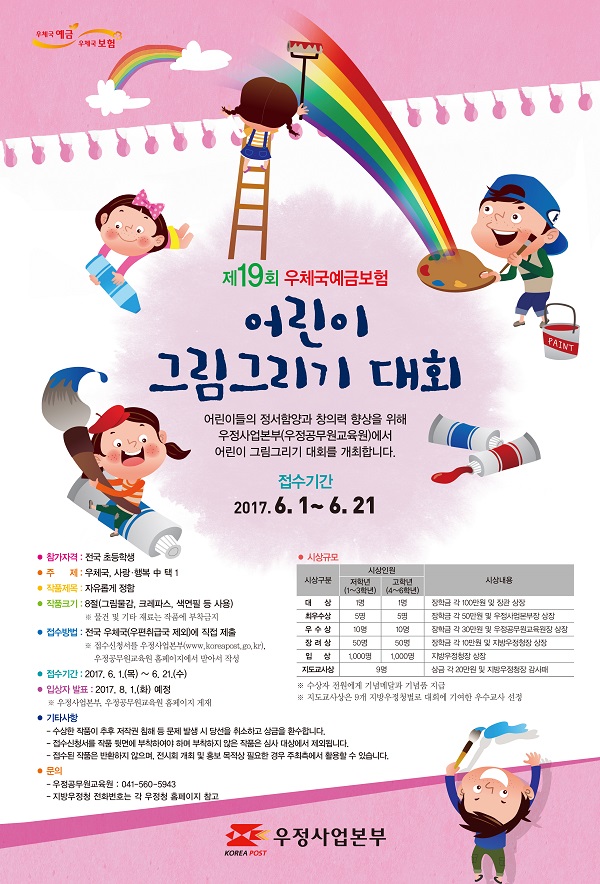 우체국 예금
우체국 보험
제19회 우체국예금보험
어린이
그림그리기 대회
PAINT
어린이들의 정서함양과 창의력 향상을 위해
우정사업본부(우정공무원교육원)에서
어린이 그림그리기 대회를 개최합니다.
접수기간
2017. 6. 1~ 6. 21
● 참가자격 : 전국 초등학생
● 주 제 : 우체국, 사랑·행복 中 택 1
● 작품제목 : 자유롭게 정함
● 작품크기 : 8절(그림물감, 크레파스, 색연필 등 사용)
※ 물건 및 기타 재료는 작품에 부착금지
● 접수방법 : 전국 우체국(우편취급국 제외)에 직접 제출
※ 접수신청서를 우정사업본부(www.koreapost.go.kr),
우정공무원교육원 홈페이지에서 받아서 작성
● 접수기간 : 2017. 6. 1.(목) ~ 6. 21.(수)
● 입상자 발표 : 2017. 8. 1.(화) 예정
※ 우정사업본부, 우정공무원교육원 홈페이지 게재
● 기타사항
- 수상한 작품이 추후 저작권 침해 등 문제 발생 시 당선을 취소하고 상금을 환수합니다.
- 접수신청서를 작품 뒷면에 부착하여야 하며 부착하지 않은 작품은 심사 대상에서 제외됩니다.
- 접수된 작품은 반환하지 않으며, 전시회 개최 및 홍보 목적상 필요한 경우 주최측에서 활용할 수 있습니다.
● 문의
- 우정공무원교육원 : 041-560-5943
- 지방우정청 전화번호는 각 우정청 홈페이지 참고
● 시상규모
시상구분 시상인원 시상내용
저학년 (1~3학년) 고학년 (4~6학년)
대 상 1명 1명 장학금 각 100만원 및 장관 상장
최우수상 5명 5명 장학금 각 50만원 및 우정사업본부장 상장
우 수 상 10명 10명 장학금 각 30만원 및 우정공무원교육원장 상장
장 려 상 50명 50명 장학금 각 10만원 및 지방우정청장 상장
입 상 1,000명 1,000명 지방우정청장 상장
지도교사상 9명 상금 각 20만원 및 지방우정청장 감사패
※ 수상자 전원에게 기념메달과 기념품 지급
※ 지도교사상은 9개 지방우정청별로 대회에 기여한 우수교사 선정
KOREA POST
우정사업본부